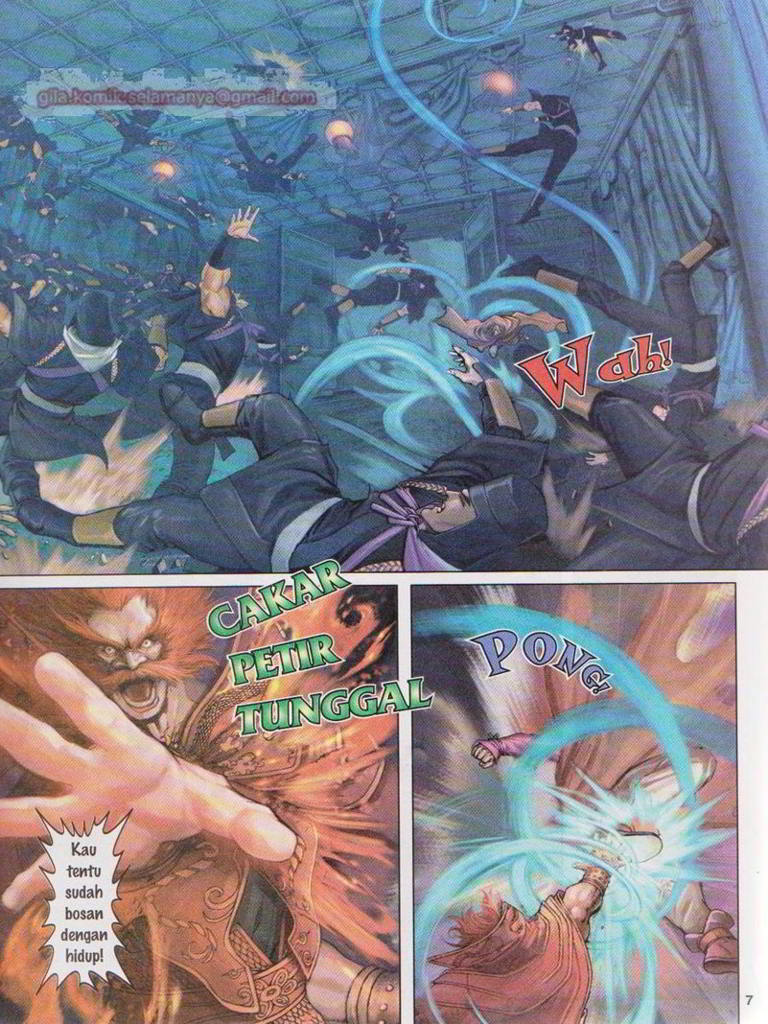 gila.komik.selamanya@gmail.com
Wah!
CAKAR
PETIR
TUNGGAL
PONG!
Kau
tentu
sudah
bosan
dengan
hidup!
7